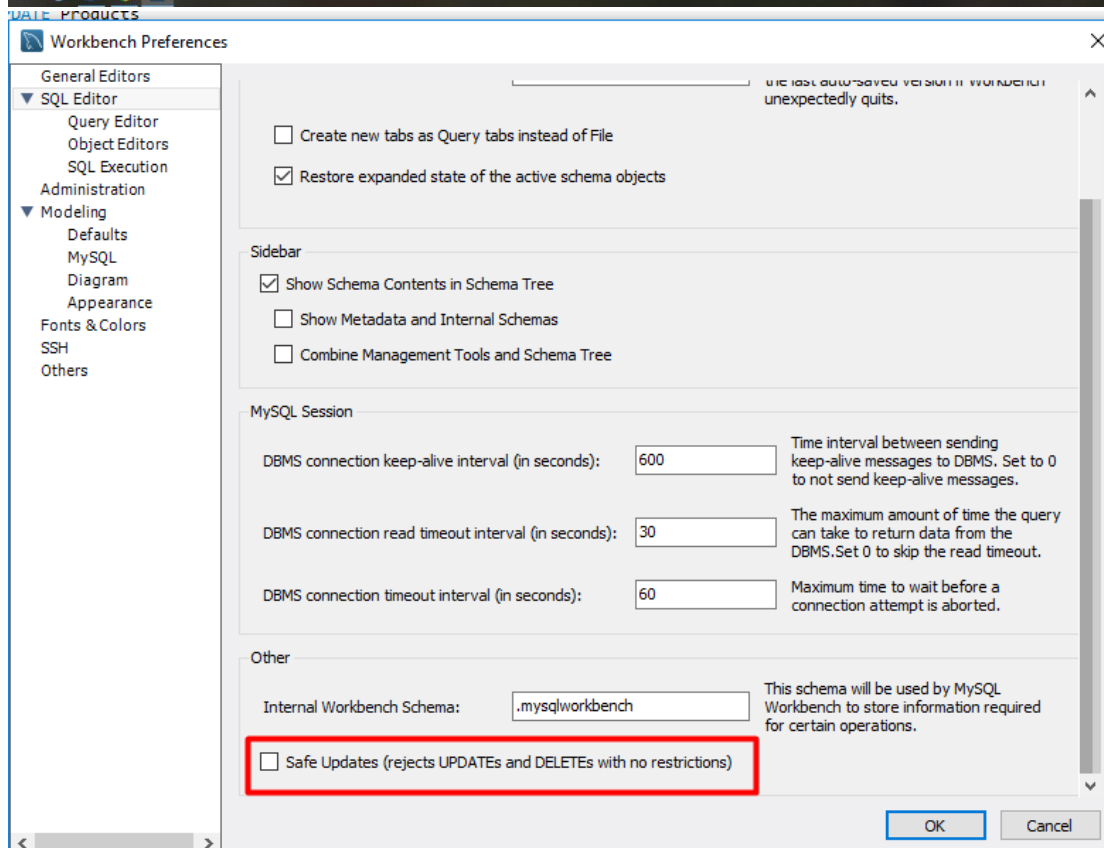 UPDATE Products
Workbench Preferences
General Editors
SQL Editor
Query Editor
Object Editors
SQL Execution
Administration
Modeling
Defaults
MySQL
Diagram
Appearance
Fonts & Colors
SSH
Others
the last auto-saved version if Workbench
unexpectedly quits.
Create new tabs as Query tabs instead of File
Restore expanded state of the active schema objects
Sidebar
Show Schema Contents in Schema Tree
Show Metadata and Internal Schemas
Combine Management Tools and Schema Tree
MySQL Session
DBMS connection keep-alive interval (in seconds):
600
Time interval between sending
keep-alive messages to DBMS. Set to 0
to not send keep-alive messages.
DBMS connection read timeout interval (in seconds):
30
The maximum amount of time the query
can take to return data from the
DBMS.Set 0 to skip the read timeout.
DBMS connection timeout interval (in seconds):
60
Maximum time to wait before a
connection attempt is aborted.
Other
Internal Workbench Schema:
.mysqlworkbench
This schema will be used by MySQL
Workbench to store information required
for certain operations.
Safe Updates (rejects UPDATEs and DELETEs with no restrictions)
OK
Cancel